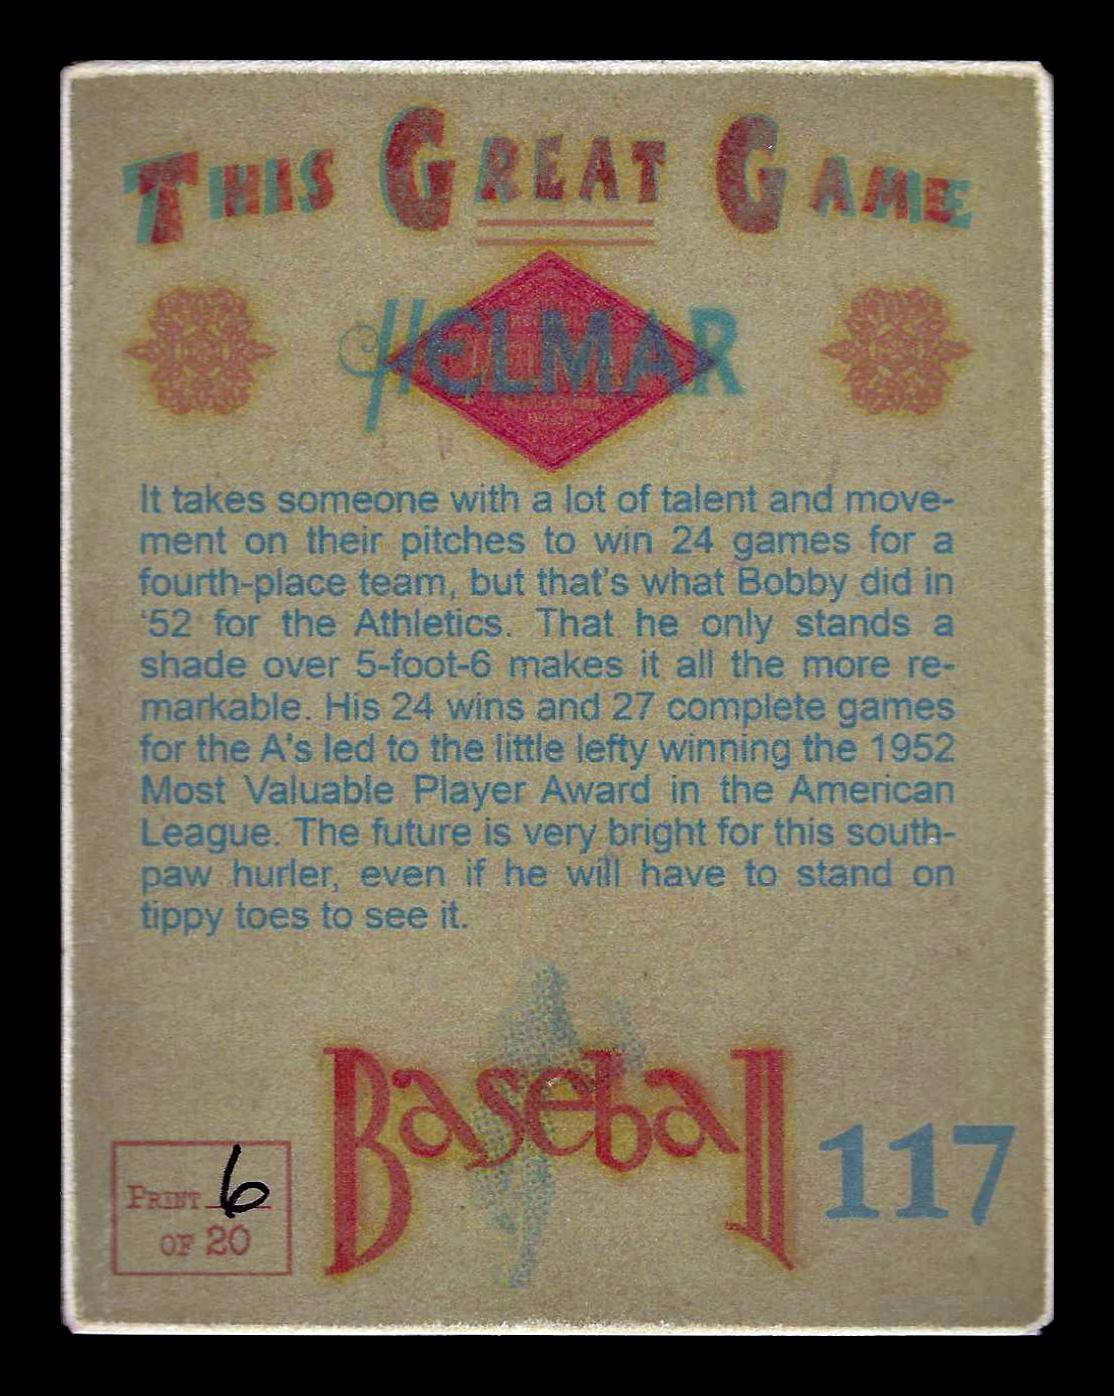 THIS GREAT GAME
HELMAR
It takes someone with a lot of talent and move-
ment on their pitches to win 24 games for a
fourth-place team, but that's what Bobby did in
'52 for the Athletics. That he only stands a
shade over 5-foot-6 makes it all the more re-
markable. His 24 wins and 27 complete games
for the A's led to the little lefty winning the 1952
Most Valuable Player Award in the American
League. The future is very bright for this south-
paw hurler, even if he will have to stand on
tippy toes to see it.
Baseball
117
PRINT 6
OF 20